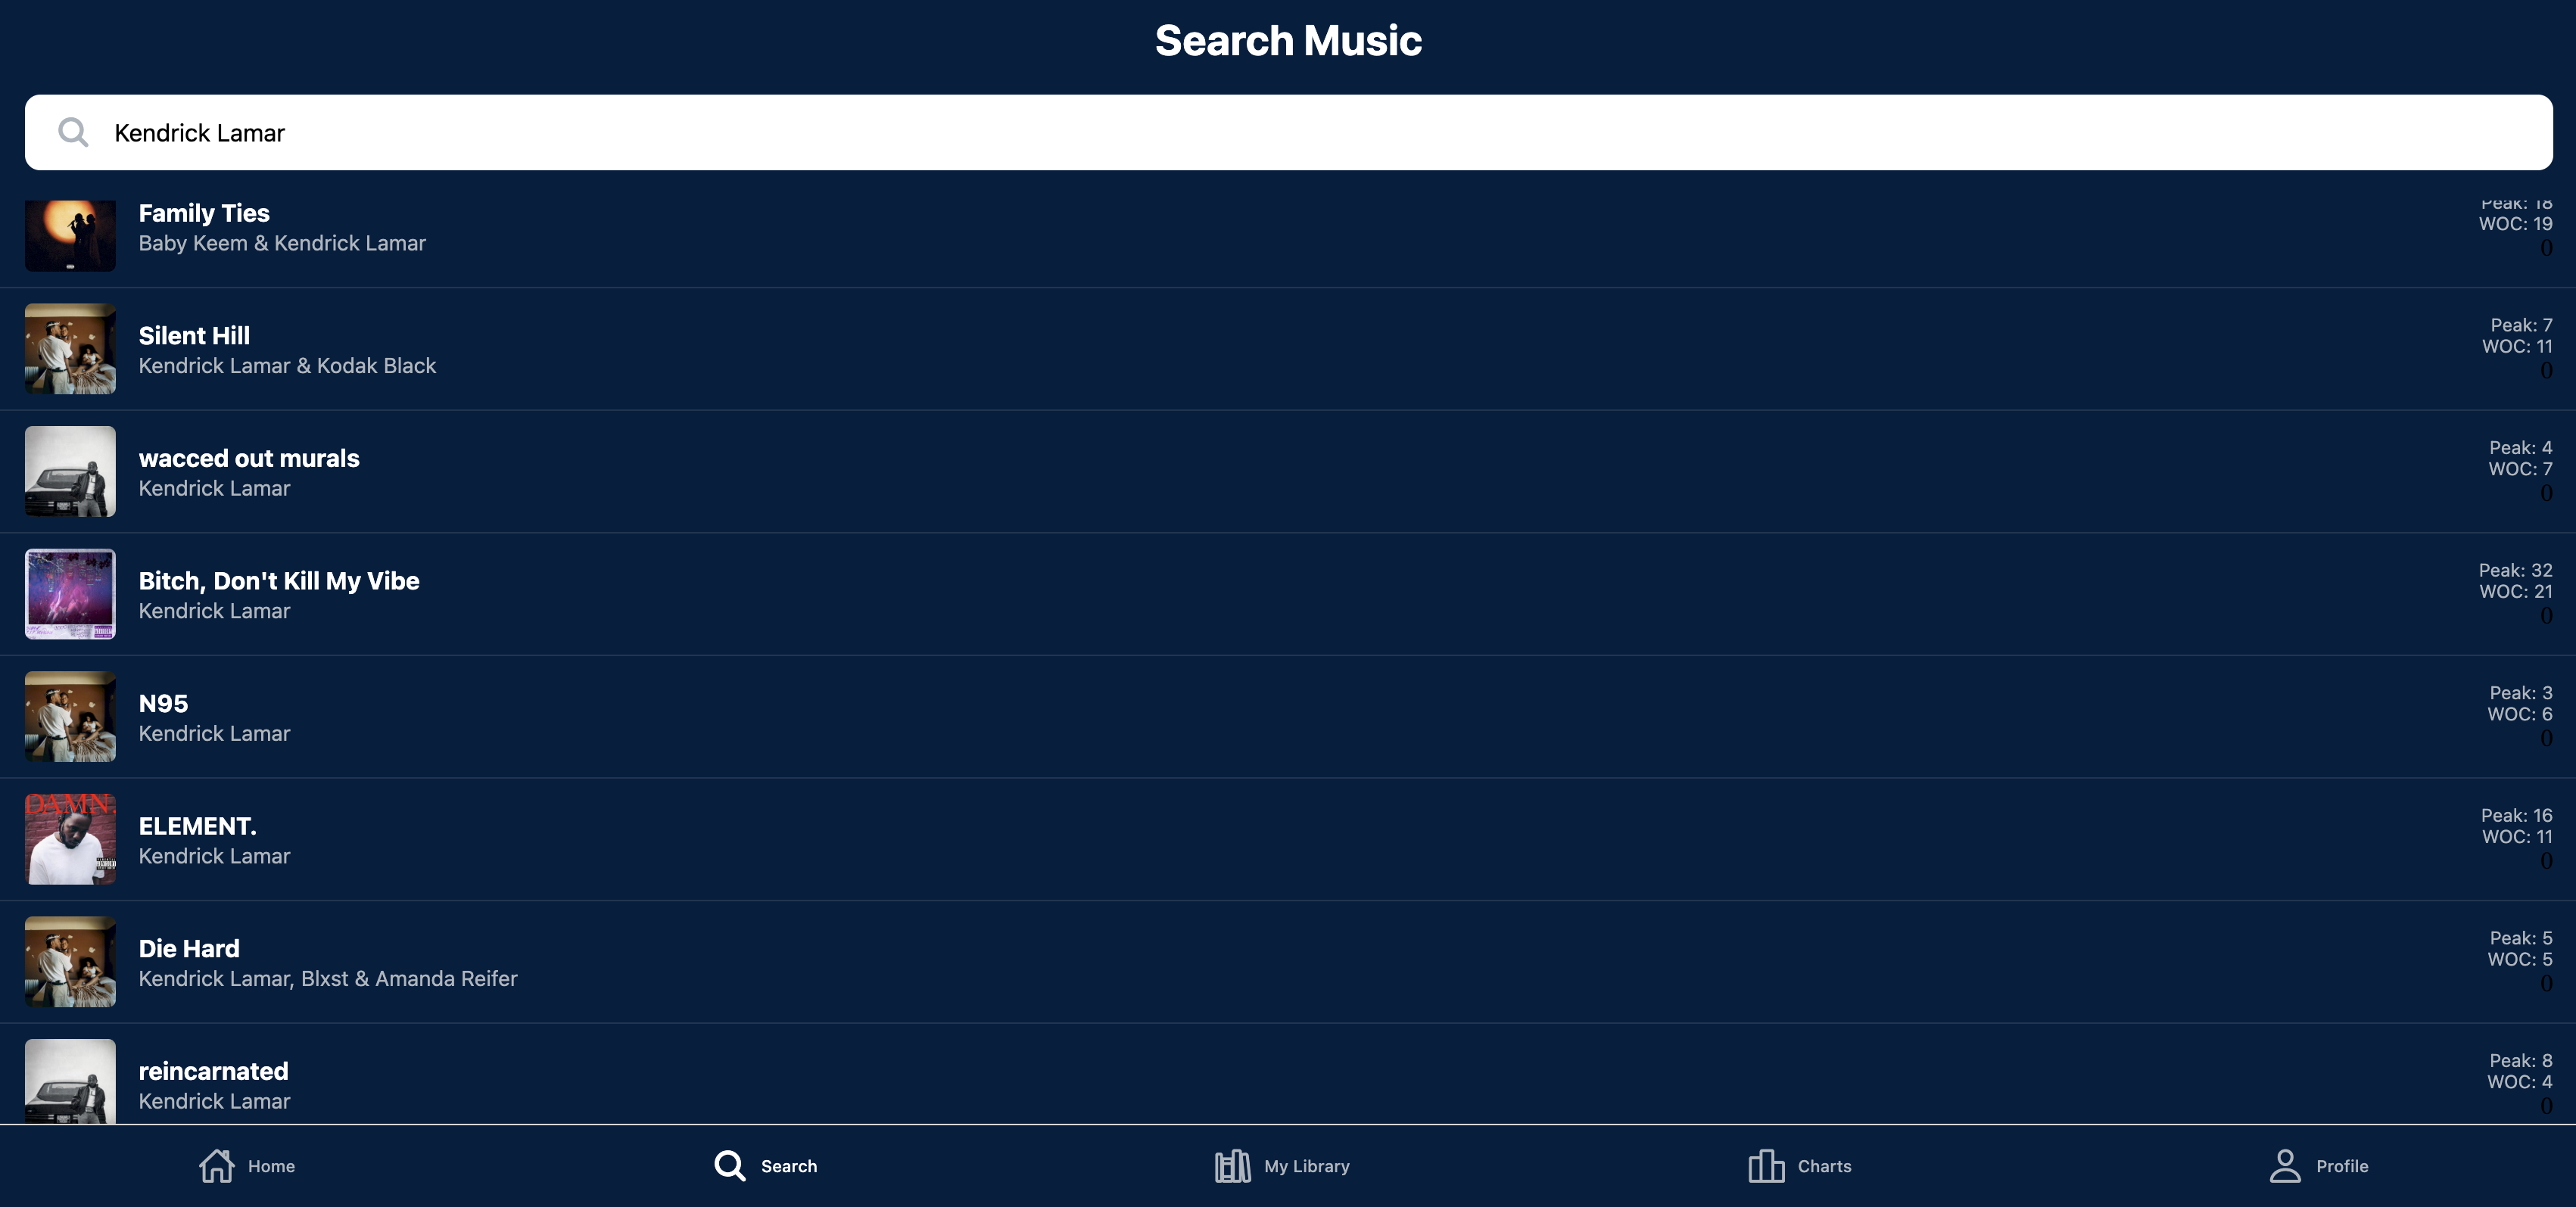 Search Music
Kendrick Lamar
Family Ties
Baby Keem & Kendrick Lamar
Peak: 18
WOC: 19
0
Silent Hill
Kendrick Lamar & Kodak Black
Peak: 7
WOC: 11
0
wacced out murals
Kendrick Lamar
Peak: 4
WOC: 7
0
Bitch, Don't Kill My Vibe
Kendrick Lamar
Peak: 32
WOC: 21
0
N95
Kendrick Lamar
Peak: 3
WOC: 6
0
DAMN.
ELEMENT.
Kendrick Lamar
Peak: 16
WOC: 11
0
Die Hard
Kendrick Lamar, Blxst & Amanda Reifer
Peak: 5
WOC: 5
0
reincarnated
Kendrick Lamar
Peak: 8
WOC: 4
0
Home
Search
My Library
Charts
Profile